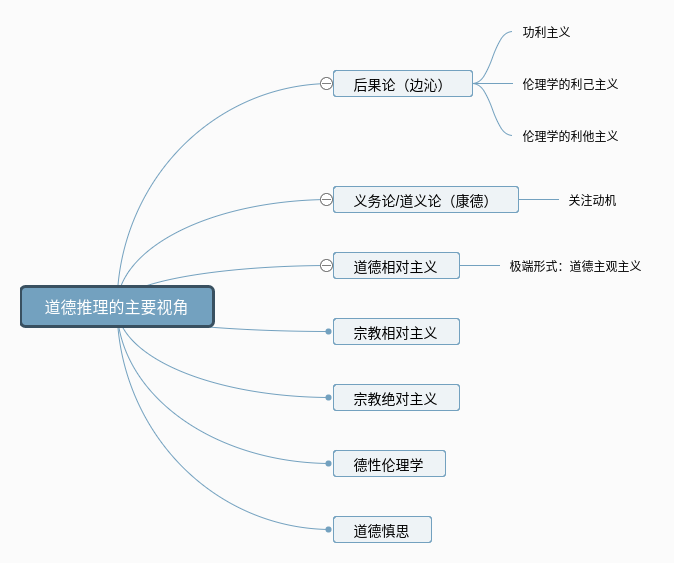 道德推理的主要视角
后果论（边沁）
功利主义
伦理学的利己主义
伦理学的利他主义
义务论/道义论（康德）
关注动机
道德相对主义
极端形式：道德主观主义
宗教相对主义
宗教绝对主义
德性伦理学
道德慎思